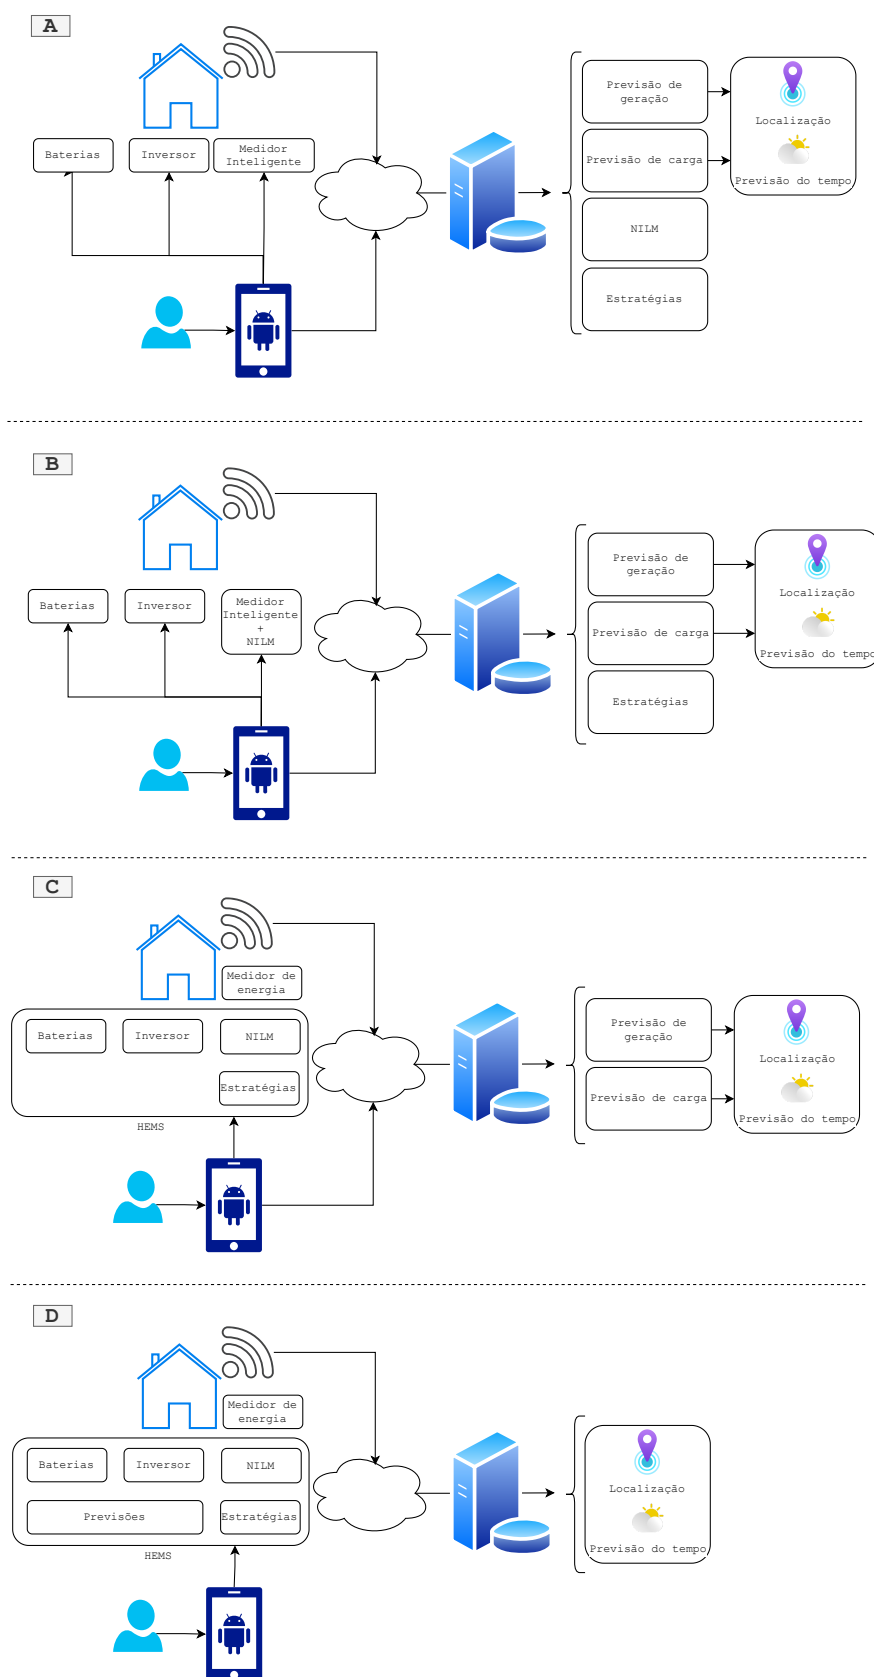 A
Baterias
Inversor
Medidor
Inteligente
Previsão de
geração
Previsão de carga
NILM
Estratégias
Localização
Previsão do tempo
B
Baterias
Inversor
Medidor
Inteligente
+
NILM
Previsão de
geração
Previsão de carga
Estratégias
Localização
Previsão do tempo
C
Medidor de
energia
Baterias
Inversor
NILM
Estratégias
HEMS
Previsão de
geração
Previsão de carga
Localização
Previsão do tempo
D
Medidor de
energia
Baterias
Inversor
NILM
Previsões
Estratégias
HEMS
Localização
Previsão do tempo